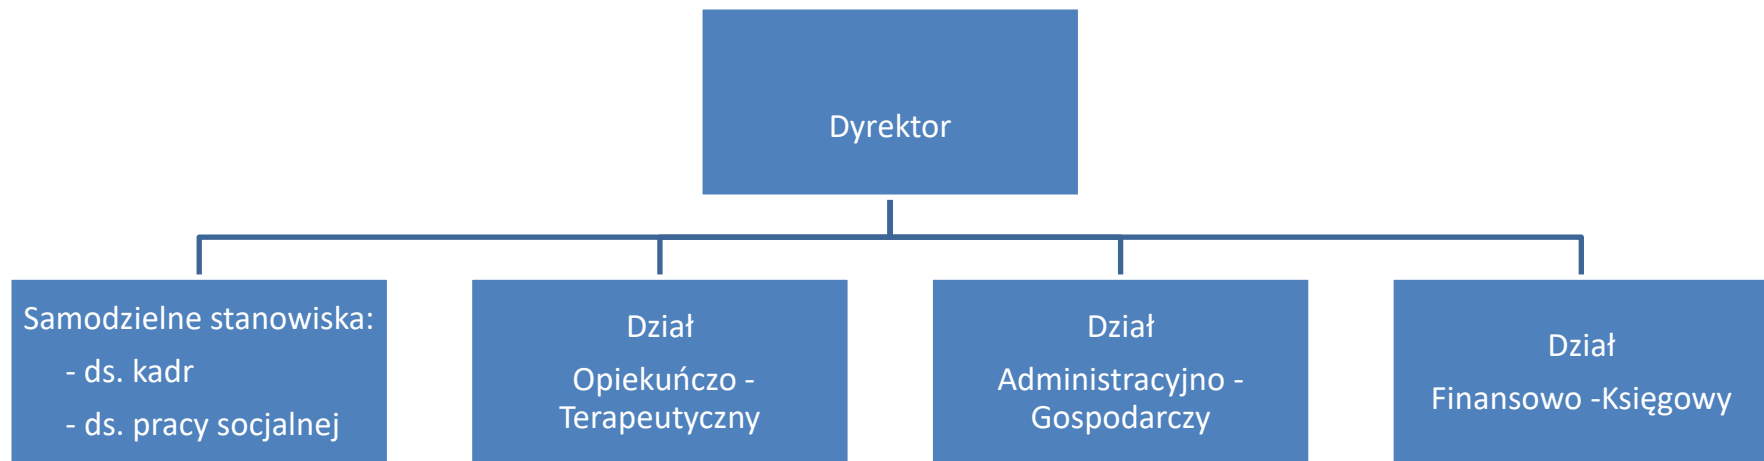 Dyrektor
Samodzielne stanowiska:
- ds. kadr
- ds. pracy socjalnej
Dział
Opiekuńczo -
Terapeutyczny
Dział
Administracyjno -
Gospodarczy
Dział
Finansowo -Księgowy